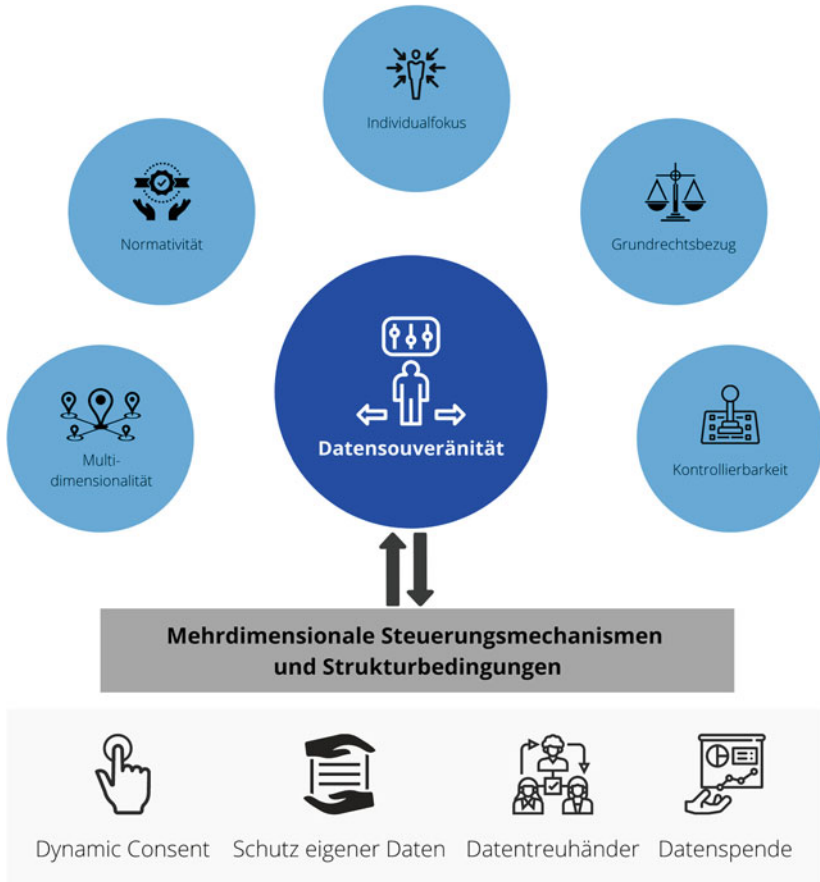 Individualfokus
Normativität
Grundrechtsbezug
Datensouveränität
Multi-
dimensionalität
Kontrollierbarkeit
Mehrdimensionale Steuerungsmechanismen
und Strukturbedingungen
Dynamic Consent
Schutz eigener Daten
Datentreuhänder
Datenspende